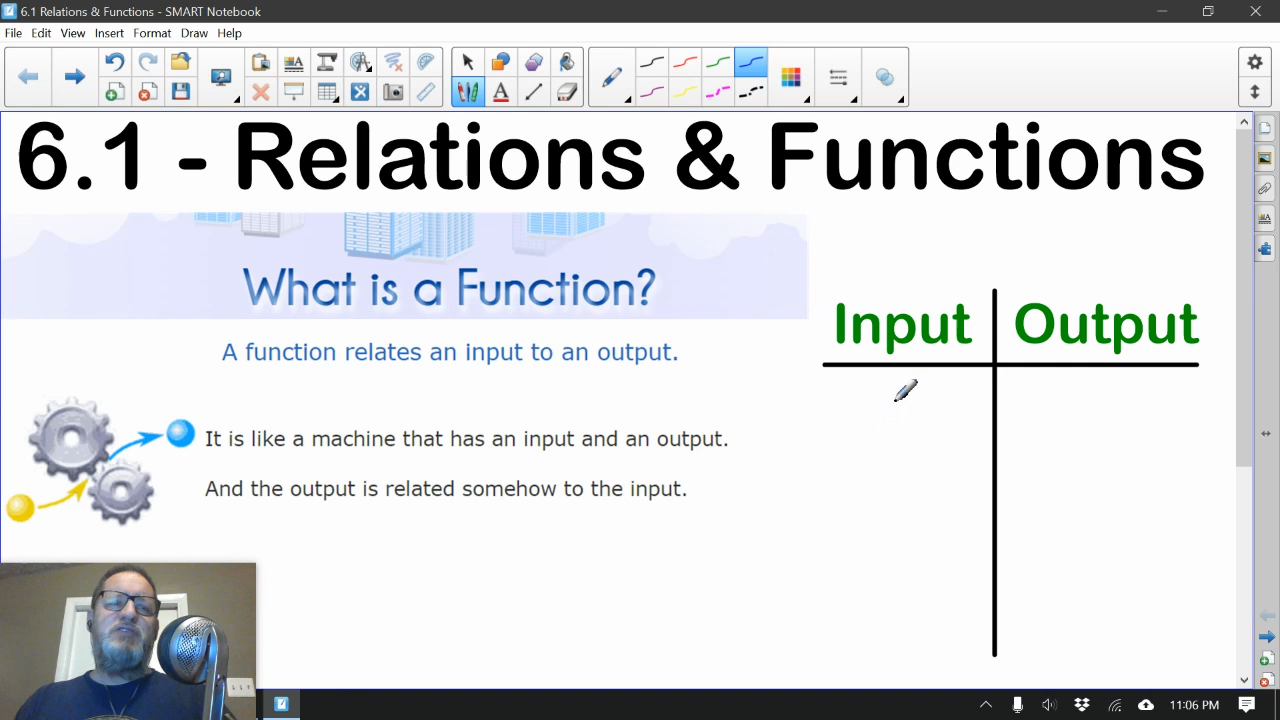 6.1 Relations & Functions - SMART Notebook
File Edit View Insert Format Draw Help
6.1 - Relations & Functions
What is a Function?
A function relates an input to an output.
It is like a machine that has an input and an output.
And the output is related somehow to the input.
Input Output
11:06 PM